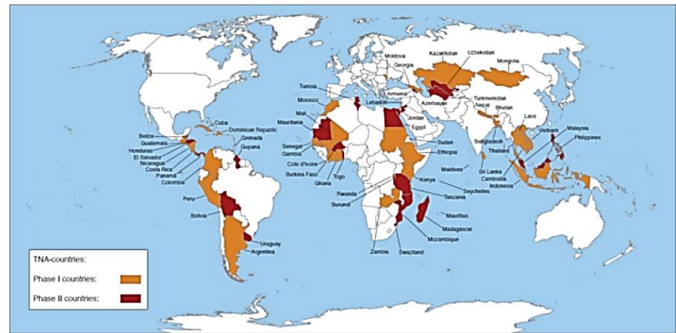 Moldova
Georgia
Kazakhstan
Uzbekistan
Mongolia
Tunisia
Morocco
Mali
Mauritania
Lebanon
Armenia
Azerbaijan
Jordan
Egypt
Turkmenistan
Nepal
Bhutan
Laos
Cuba
Dominican Republic
Grenada
Guyana
Belize
Guatemala
Honduras
El Salvador
Nicaragua
Costa Rica
Panama
Colombia
Senegal
Gambia
Cote d'Ivoire
Burkina Faso
Ghana
Togo
Sudan
Ethiopia
Bangladesh
Thailand
Vietnam
Malaysia
Philippines
Maldives
Sri Lanka
Cambodia
Indonesia
Kenya
Seychelles
Rwanda
Burundi
Tanzania
Peru
Bolivia
Mauritius
Madagascar
Mozambique
Zambia
Swaziland
Uruguay
Argentina
TNA-countries:
Phase I countries:
Phase II countries: